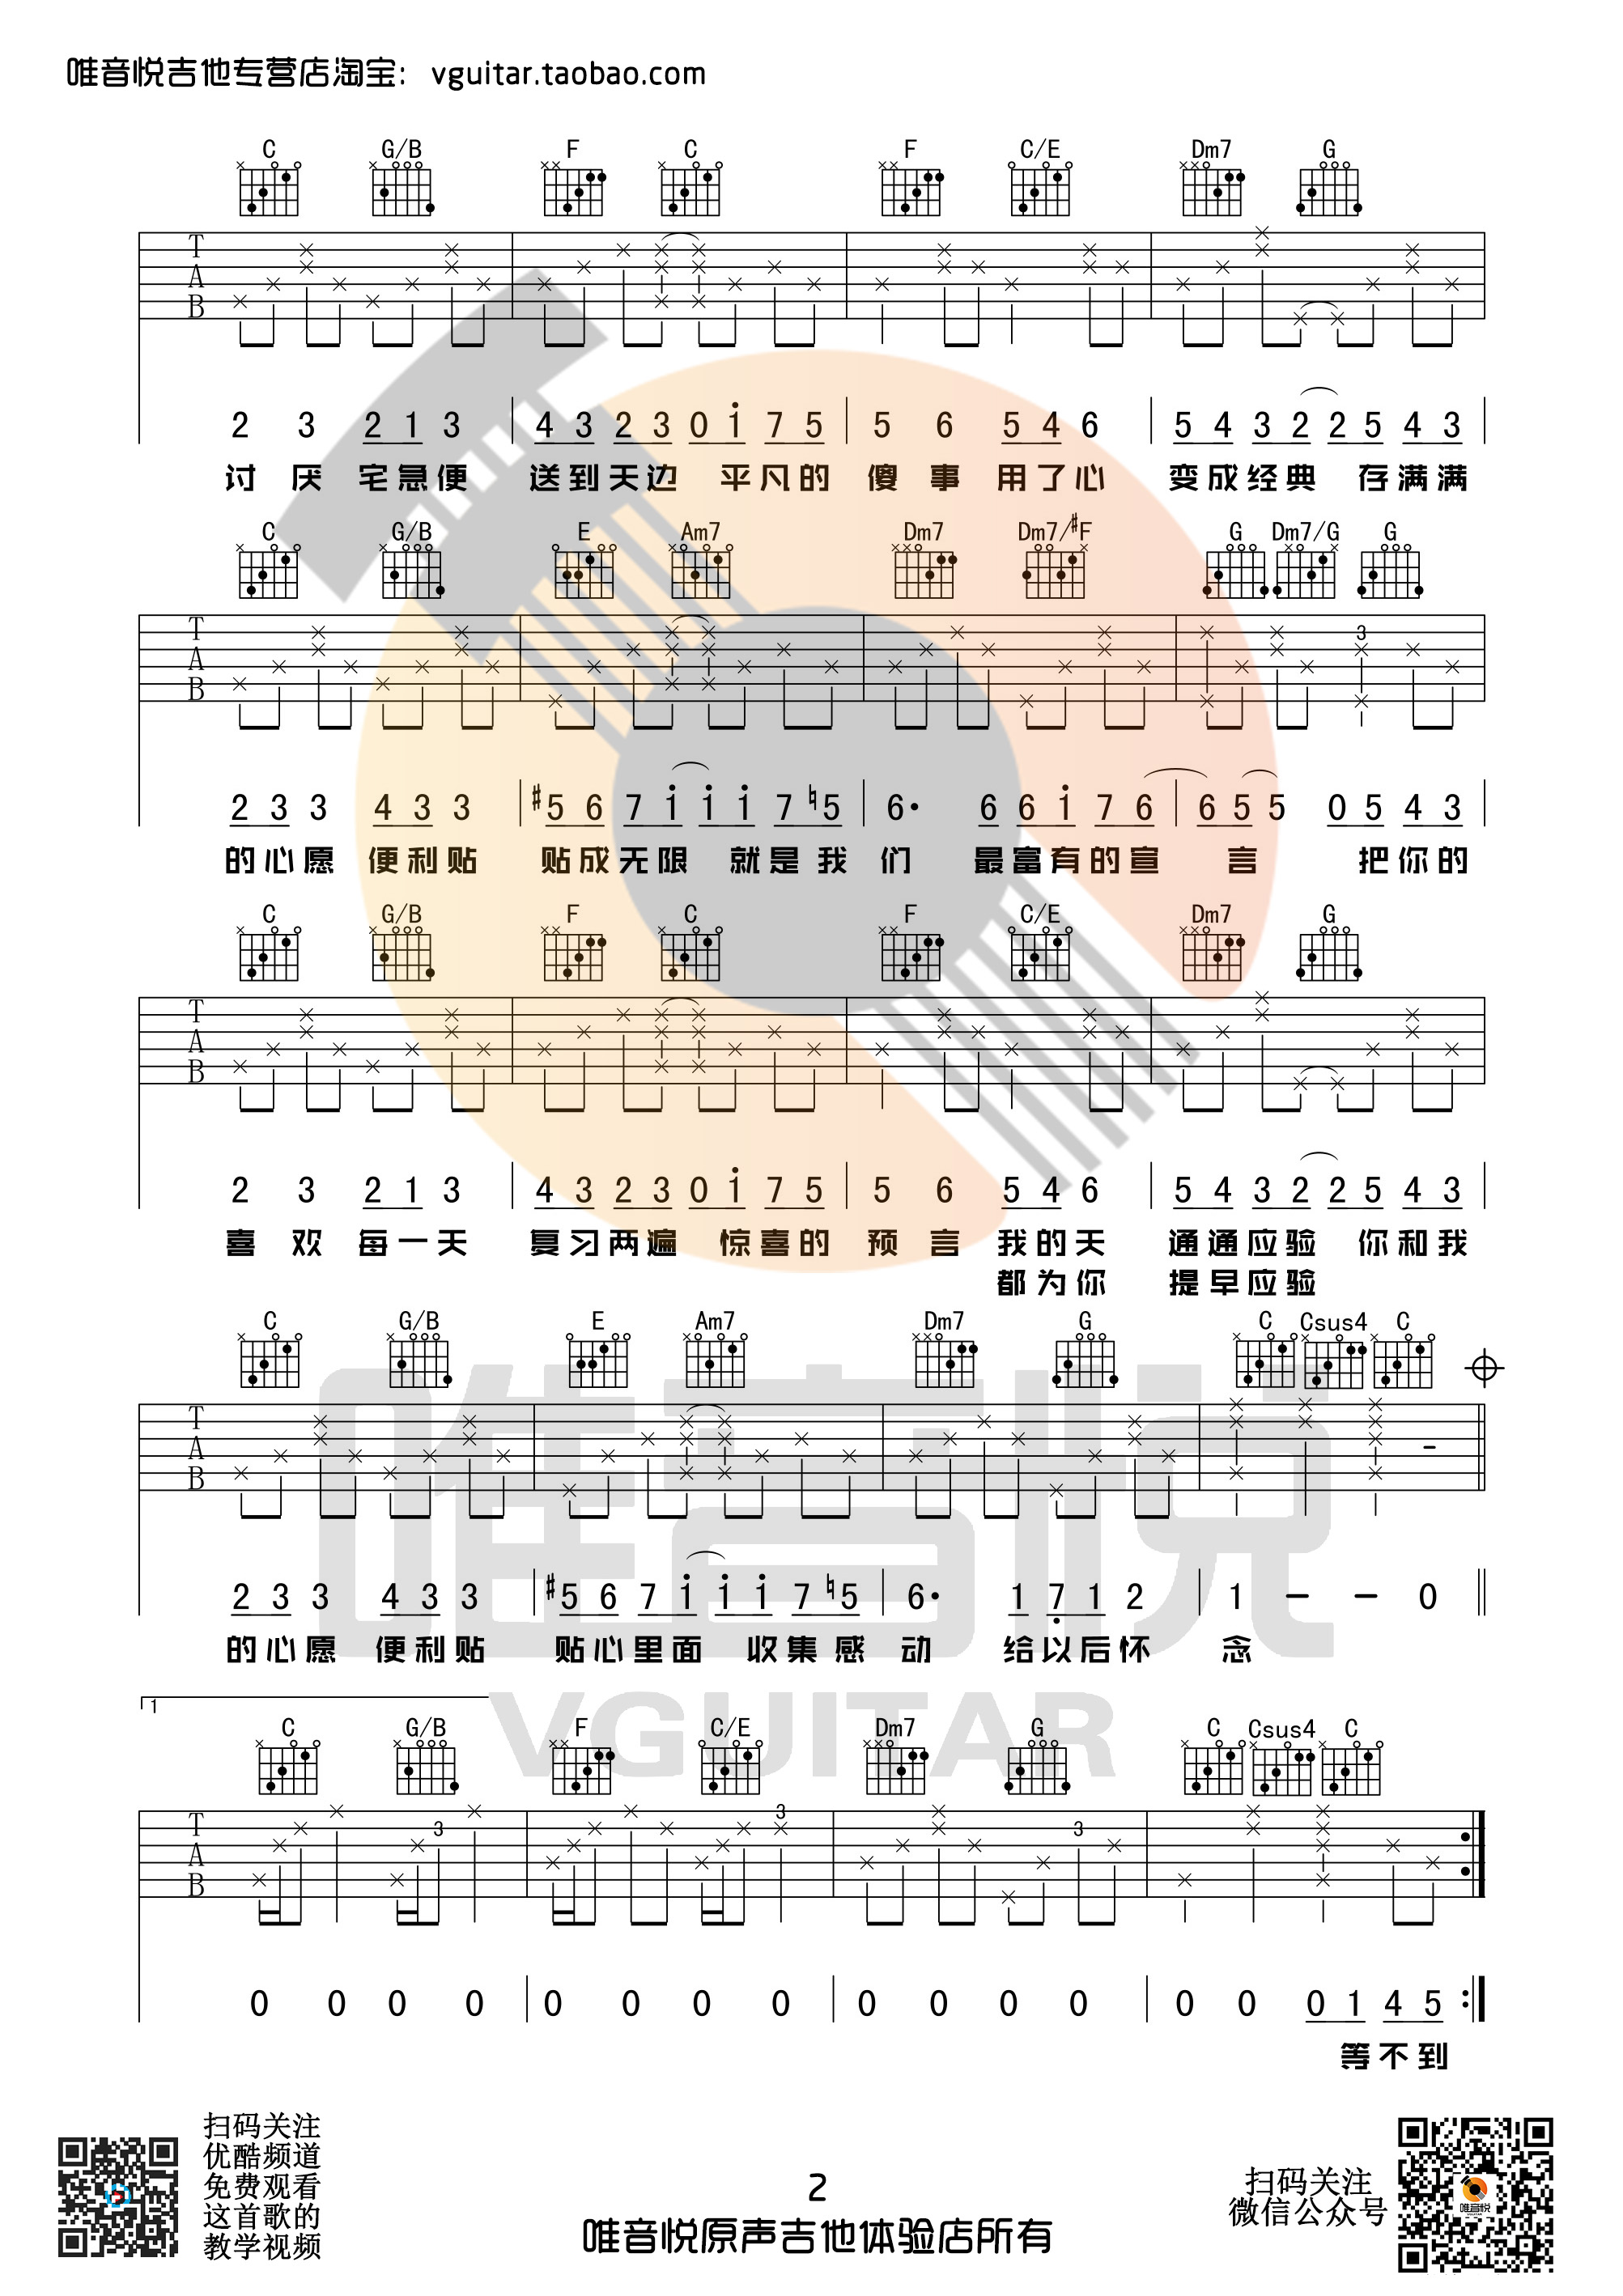 唯音悦吉他专营店淘宝: vguitar.taobao.com
C G/B F C F C/E Dm7 G
T
A
B
2 3 2 1 3 4 3 2 3 0 1 7 5 5 6 5 4 6 5 4 3 2 2 5 4 3
讨 厌 宅急便 送到天边 平凡的 傻 事 用了心 变成经典 存满满
C G/B E Am7 Dm7 Dm7/#F G Dm7/G G
T
A
B
3
2 3 3 4 3 3 #5 6 7 1 1 1 7 ♮5 6· 6 6 1 7 6 6 5 5 0 5 4 3
的心愿 便利贴 贴成无限 就是我 们 最富有的宣 言 把你的
C G/B F C F C/E Dm7 G
T
A
B
2 3 2 1 3 4 3 2 3 0 1 7 5 5 6 5 4 6 5 4 3 2 2 5 4 3
喜 欢 每一天 复习两遍 惊喜的 预 言 我的天 通通应验 你和我
都为你 提早应验
C G/B E Am7 Dm7 G C Csus4 C
T
A
B
2 3 3 4 3 3 #5 6 7 1 1 1 7 ♮5 6· 1 7 1 2 1 - - 0
的心愿 便利贴 贴心里面 收集感 动 给以后怀 念
唯音悦
VGUITAR
1
C G/B F C/E Dm7 G C Csus4 C
T
A
B
3 3 3
0 0 0 0 0 0 0 0 0 0 0 0 0 0 0 1 4 5
等不到
扫码关注
优酷频道
免费观看
这首歌的
教学视频
2
唯音悦原声吉他体验店所有
扫码关注
微信公众号
唯音悦